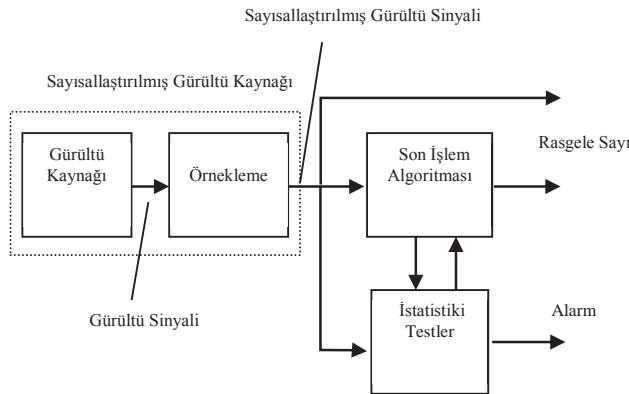 Sayısallaştırılmış Gürültü Sinyali
Sayısallaştırılmış Gürültü Kaynağı
Gürültü
Kaynağı
Örnekleme
Son İşlem
Algoritması
Rasgele Sayı
Gürültü Sinyali
İstatistiki
Testler
Alarm